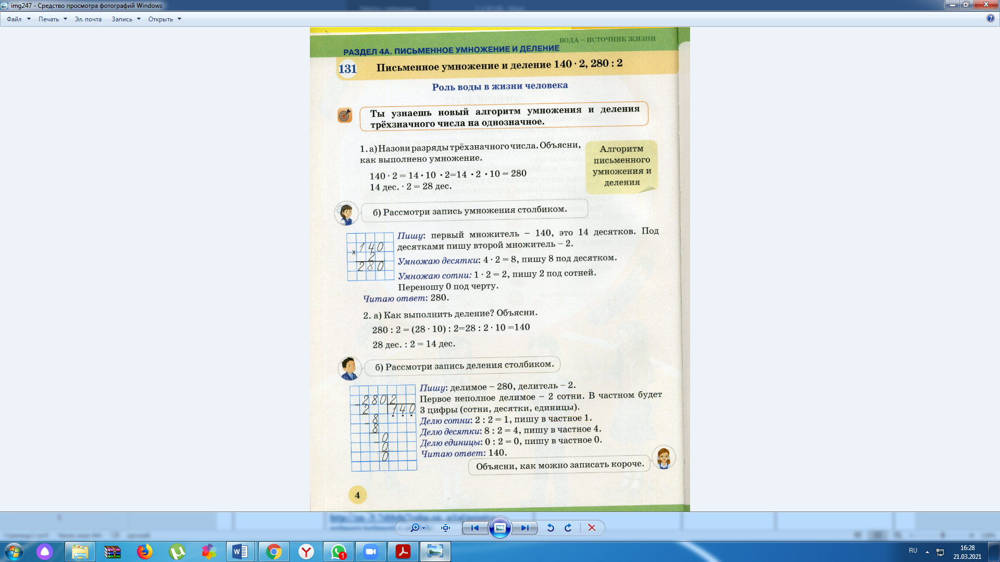 img247 - Средство просмотра фотографий Windows
Файл Печать Эл. почта Запись Открыть
ВОДА – ИСТОЧНИК ЖИЗНИ
РАЗДЕЛ 4А. ПИСЬМЕННОЕ УМНОЖЕНИЕ И ДЕЛЕНИЕ
131 Письменное умножение и деление 140 · 2, 280 : 2
Роль воды в жизни человека
Ты узнаешь новый алгоритм умножения и деления
трёхзначного числа на однозначное.
1. а) Назови разряды трёхзначного числа. Объясни,
как выполнено умножение.
140 · 2 = 14 · 10 · 2=14 · 2 · 10 = 280
14 дес. · 2 = 28 дес.
Алгоритм
письменного
умножения и
деления
б) Рассмотри запись умножения столбиком.
140
х 2
280
Пишу: первый множитель – 140, это 14 десятков. Под
десятками пишу второй множитель – 2.
Умножаю десятки: 4 · 2 = 8, пишу 8 под десятком.
Умножаю сотни: 1 · 2 = 2, пишу 2 под сотней.
Переношу 0 под черту.
Читаю ответ: 280.
2. а) Как выполнить деление? Объясни.
280 : 2 = (28 · 10) : 2=28 : 2 · 10 =140
28 дес. : 2 = 14 дес.
б) Рассмотри запись деления столбиком.
– 280 2
2 140
– 8
8
– 0
0
0
Пишу: делимое – 280, делитель – 2.
Первое неполное делимое – 2 сотни. В частном будет
3 цифры (сотни, десятки, единицы).
Делю сотни: 2 : 2 = 1, пишу в частное 1.
Делю десятки: 8 : 2 = 4, пишу в частное 4.
Делю единицы: 0 : 2 = 0, пишу в частное 0.
Читаю ответ: 140.
Объясни, как можно записать короче.
4
RU
16:28
21.03.2021